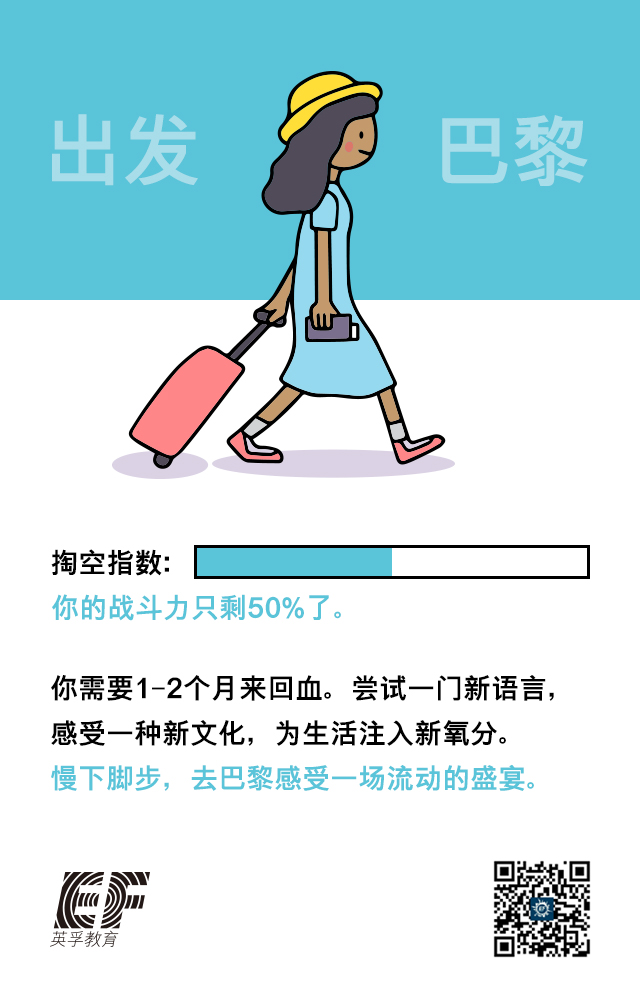 出发 巴黎
掏空指数:
你的战斗力只剩50%了。
你需要1-2个月来回血。尝试一门新语言,
感受一种新文化, 为生活注入新氧分。
慢下脚步, 去巴黎感受一场流动的盛宴。
EF
英孚教育